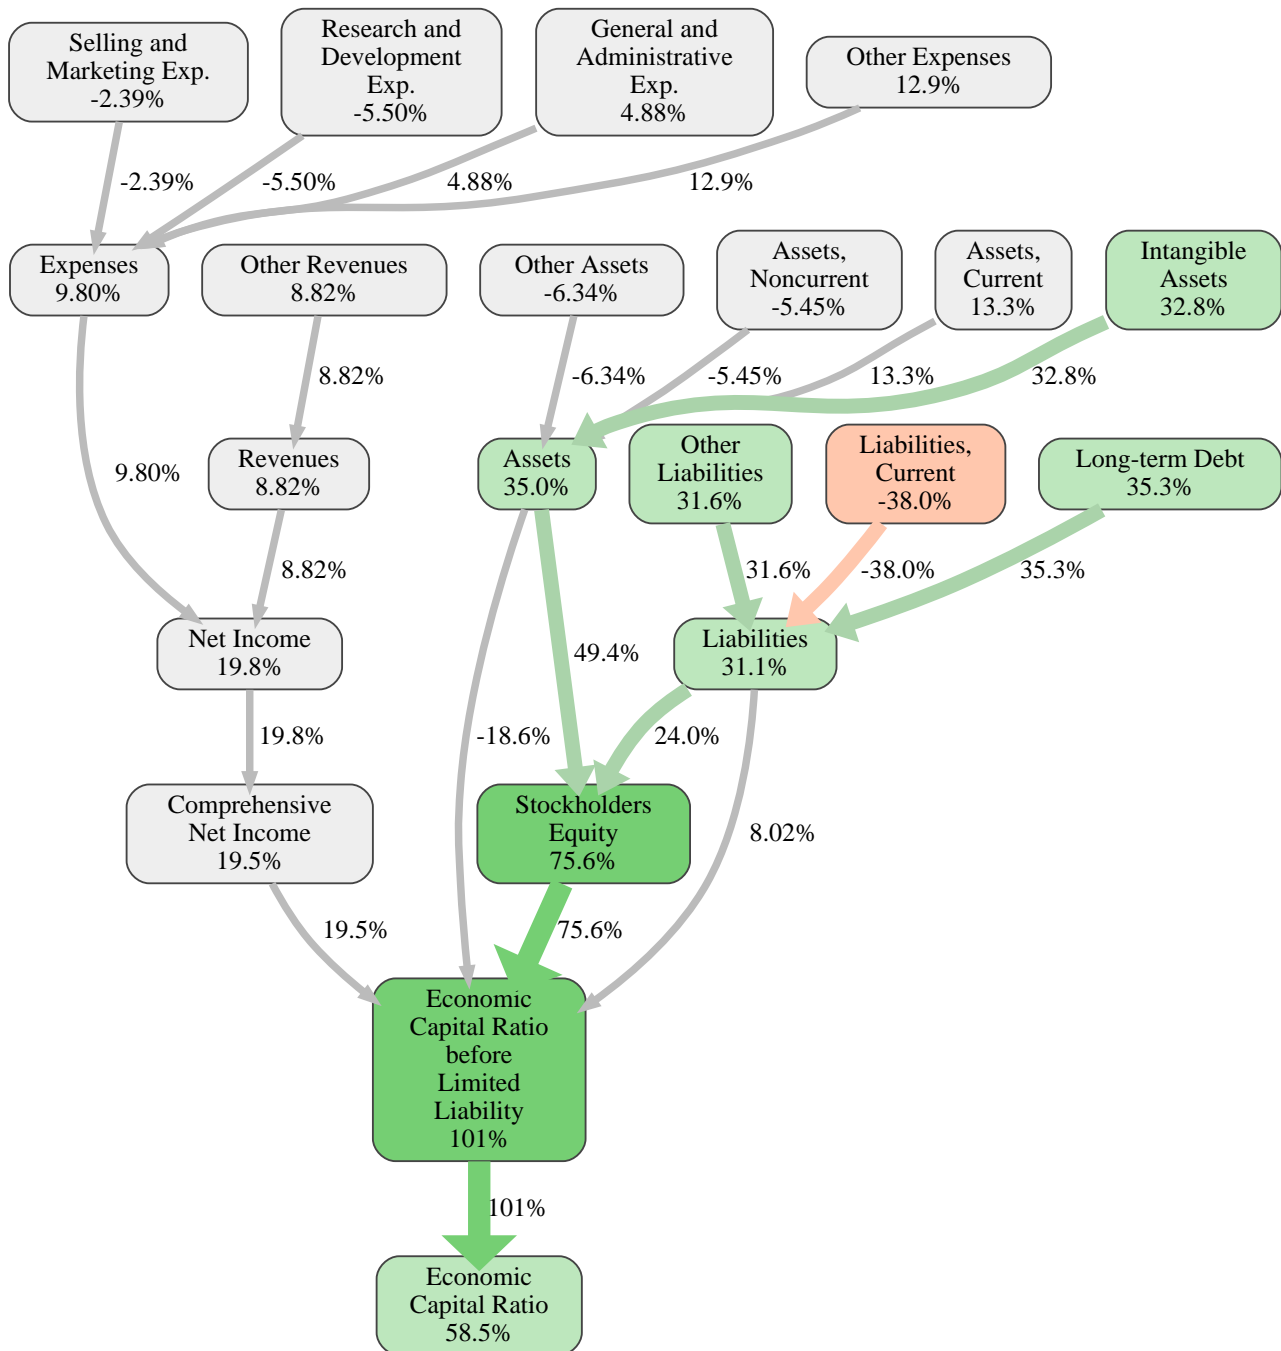 Selling and
Marketing Exp.
-2.39%
Research and
Development
Exp.
-5.50%
General and
Administrative
Exp.
4.88%
Other Expenses
12.9%
-2.39%
-5.50%
4.88%
12.9%
Expenses
9.80%
Other Revenues
8.82%
Other Assets
-6.34%
Assets,
Noncurrent
-5.45%
Assets,
Current
13.3%
Intangible
Assets
32.8%
8.82%
-6.34%
-5.45%
13.3%
32.8%
9.80%
Revenues
8.82%
Assets
35.0%
Other
Liabilities
31.6%
Liabilities,
Current
-38.0%
Long-term Debt
35.3%
8.82%
31.6%
-38.0%
35.3%
Net Income
19.8%
49.4%
Liabilities
31.1%
19.8%
-18.6%
24.0%
Comprehensive
Net Income
19.5%
Stockholders
Equity
75.6%
8.02%
19.5%
75.6%
Economic
Capital Ratio
before
Limited
Liability
101%
101%
Economic
Capital Ratio
58.5%